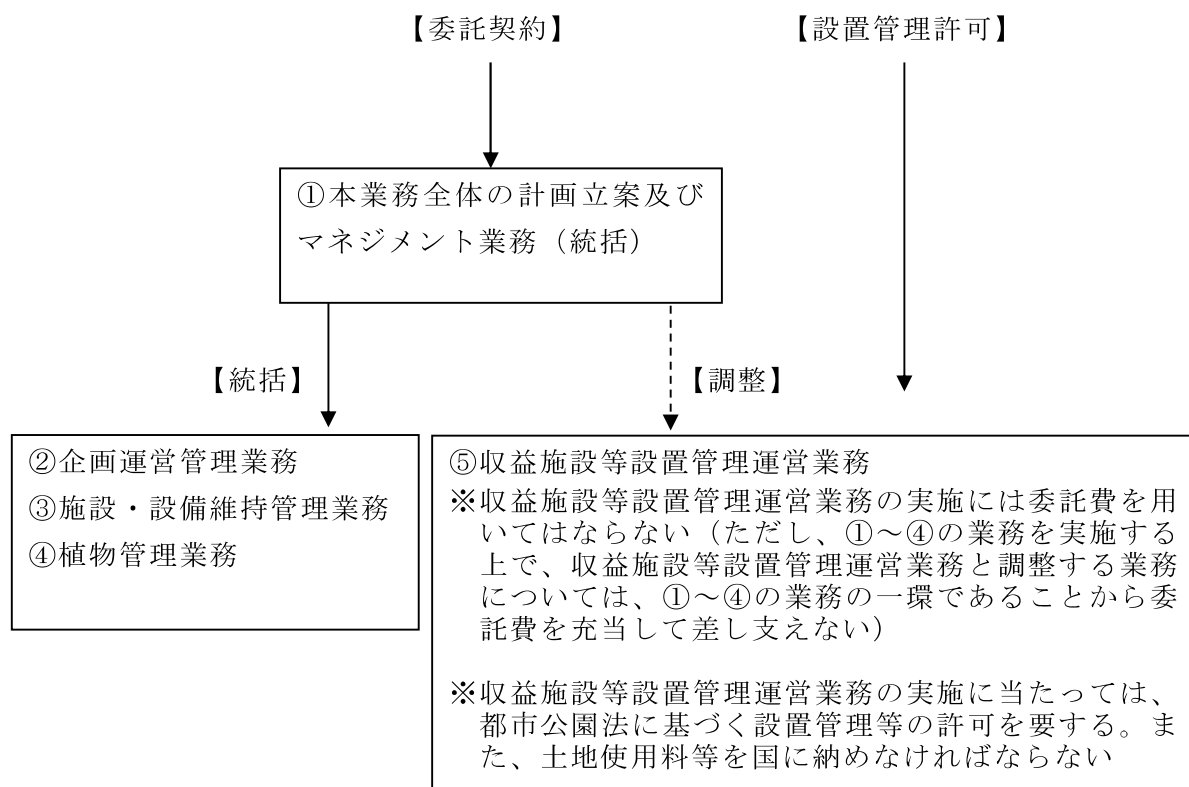 【委託契約】
【設置管理許可】
①本業務全体の計画立案及び
マネジメント業務（統括）
【統括】
【調整】
②企画運営管理業務
③施設・設備維持管理業務
④植物管理業務
⑤収益施設等設置管理運営業務
※収益施設等設置管理運営業務の実施には委託費を用
いてはならない（ただし、①～④の業務を実施する
上で、収益施設等設置管理運営業務と調整する業務
については、①～④の業務の一環であることから委
託費を充当して差し支えない）
※収益施設等設置管理運営業務の実施に当たっては、
都市公園法に基づく設置管理等の許可を要する。ま
た、土地使用料等を国に納めなければならない